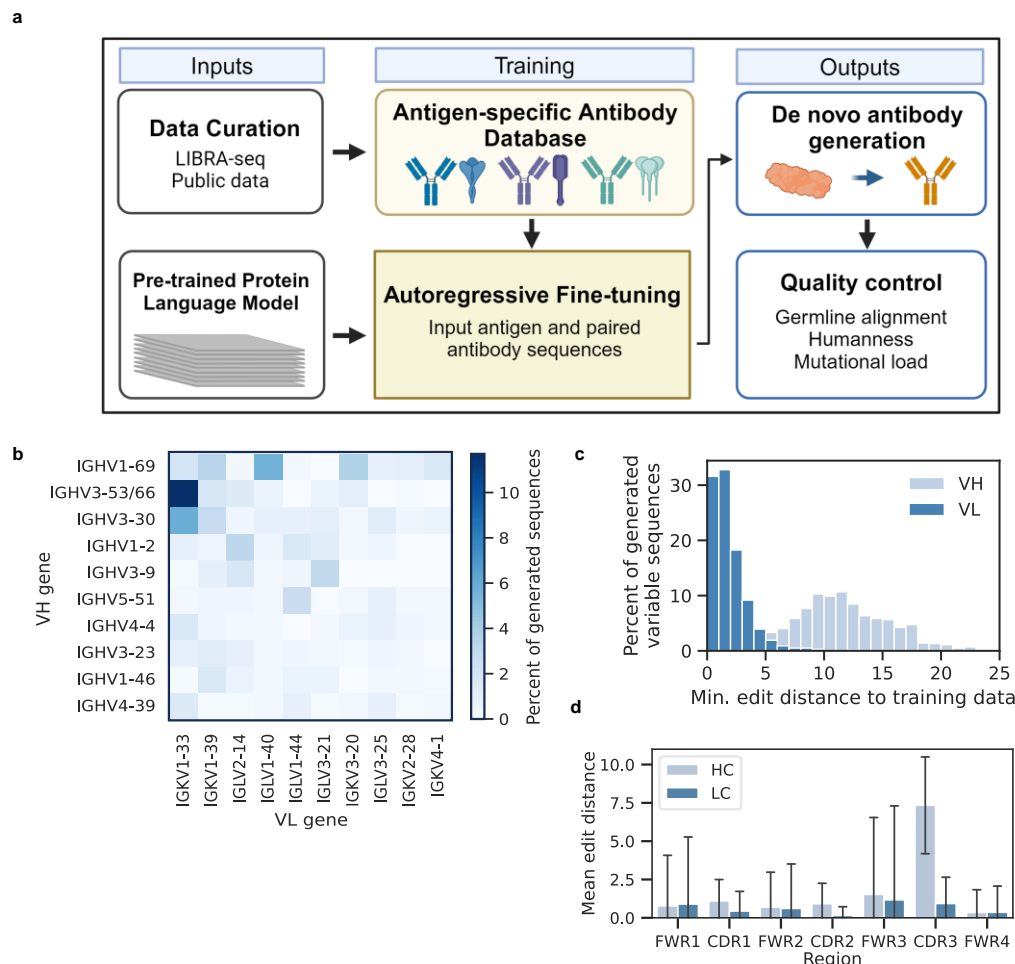 a
Inputs
Training
Outputs
Data Curation
LIBRA-seq
Public data
Antigen-specific Antibody
Database
De novo antibody
generation
Pre-trained Protein
Language Model
Autoregressive Fine-tuning
Input antigen and paired
antibody sequences
Quality control
Germline alignment
Humanness
Mutational load
b
VH gene
IGHV1-69
IGHV3-53/66
IGHV3-30
IGHV1-2
IGHV3-9
IGHV5-51
IGHV4-4
IGHV3-23
IGHV1-46
IGHV4-39
IGKV1-33
IGKV1-39
IGLV2-14
IGLV1-40
IGLV1-44
IGLV3-21
IGKV3-20
IGLV3-25
IGKV2-28
IGKV4-1
VL gene
10
8
6
4
2
0
Percent of generated sequences
c
Percent of generated
variable sequences
30
20
10
0
VH
VL
0 5 10 15 20 25
Min. edit distance to training data
d
Mean edit distance
10.0
7.5
5.0
2.5
0.0
HC
LC
FWR1 CDR1 FWR2 CDR2 FWR3 CDR3 FWR4
Region